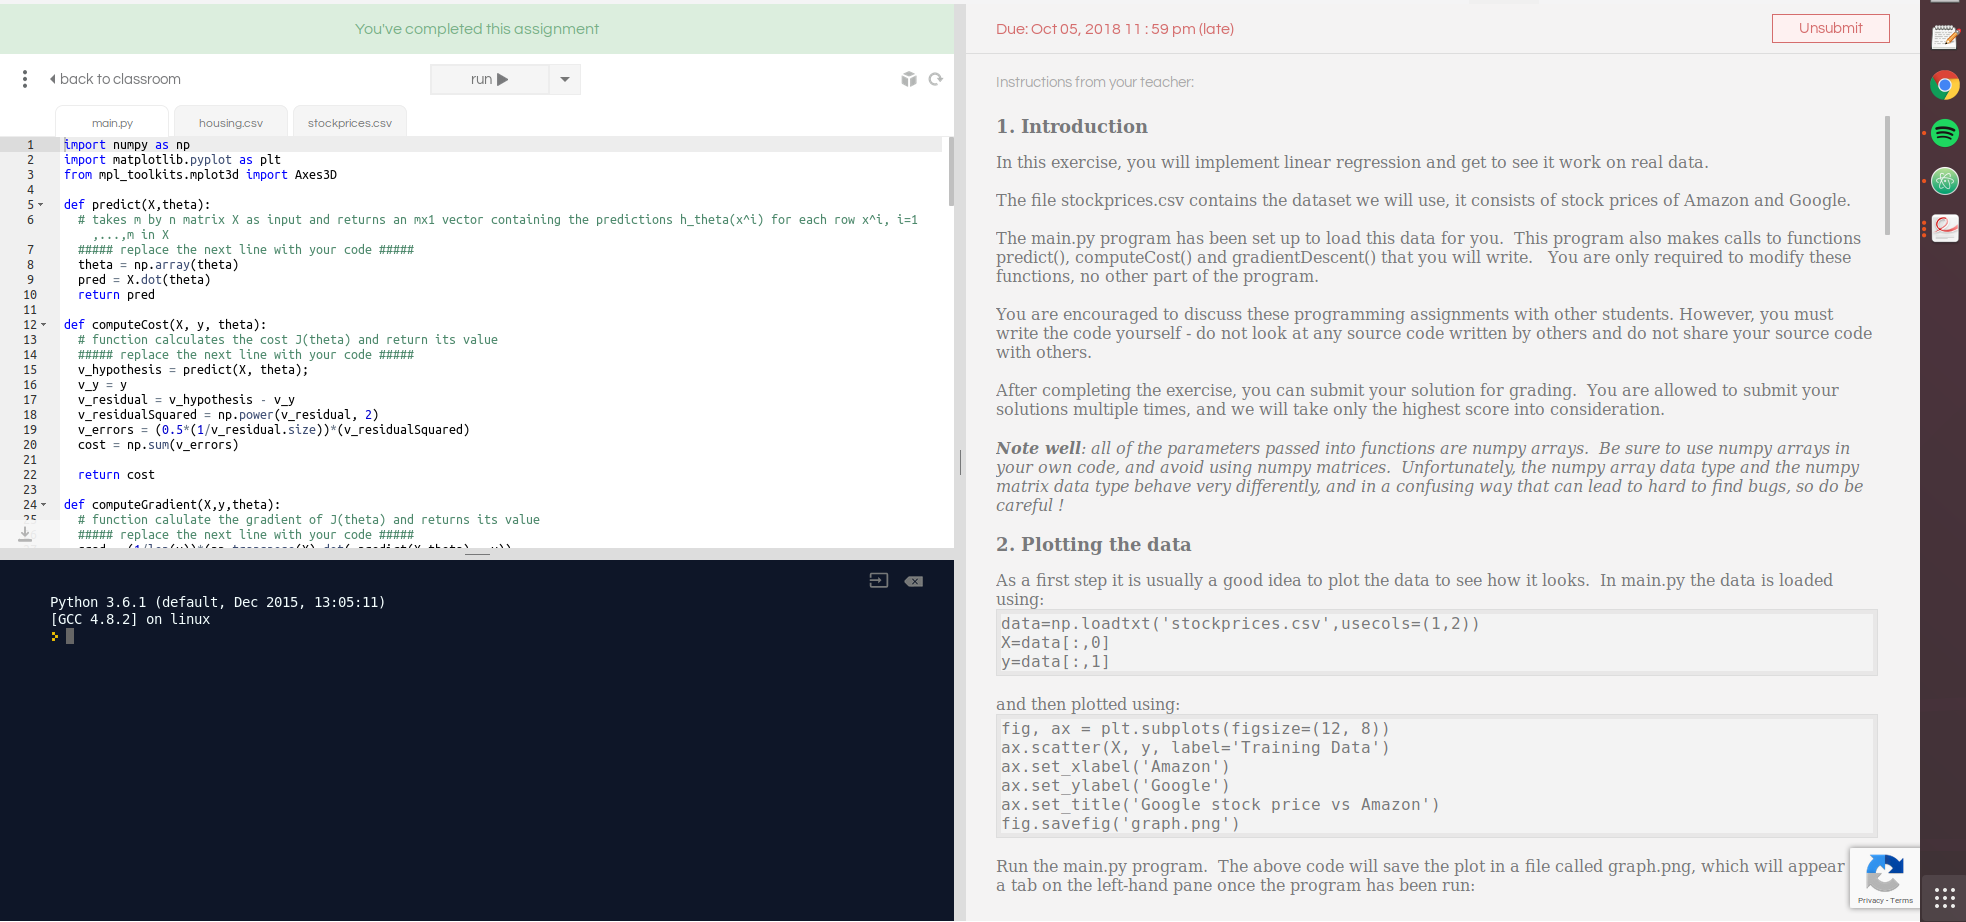 You've completed this assignment
back to classroom
run
main.py
housing.csv
stockprices.csv
1 import numpy as np
2 import matplotlib.pyplot as plt
3 from mpl_toolkits.mplot3d import Axes3D
4
5 def predict(X,theta):
6 # takes m by n matrix X as input and returns an mx1 vector containing the predictions h_theta(x^i) for each row x^i, i=1
,...,m in X
7 ##### replace the next line with your code #####
8 theta = np.array(theta)
9 pred = X.dot(theta)
10 return pred
11
12 def computeCost(X, y, theta):
13 # function calculates the cost J(theta) and return its value
14 ##### replace the next line with your code #####
15 v_hypothesis = predict(X, theta);
16 v_y = y
17 v_residual = v_hypothesis - v_y
18 v_residualSquared = np.power(v_residual, 2)
19 v_errors = (0.5*(1/v_residual.size))*(v_residualSquared)
20 cost = np.sum(v_errors)
21
22 return cost
23
24 def computeGradient(X,y,theta):
25 # function calulate the gradient of J(theta) and returns its value
##### replace the next line with your code #####
Python 3.6.1 (default, Dec 2015, 13:05:11)
[GCC 4.8.2] on linux
Due: Oct 05, 2018 11:59 pm (late)
Unsubmit
Instructions from your teacher:
1. Introduction
In this exercise, you will implement linear regression and get to see it work on real data.
The file stockprices.csv contains the dataset we will use, it consists of stock prices of Amazon and Google.
The main.py program has been set up to load this data for you. This program also makes calls to functions
predict(), computeCost() and gradientDescent() that you will write. You are only required to modify these
functions, no other part of the program.
You are encouraged to discuss these programming assignments with other students. However, you must
write the code yourself - do not look at any source code written by others and do not share your source code
with others.
After completing the exercise, you can submit your solution for grading. You are allowed to submit your
solutions multiple times, and we will take only the highest score into consideration.
Note well: all of the parameters passed into functions are numpy arrays. Be sure to use numpy arrays in
your own code, and avoid using numpy matrices. Unfortunately, the numpy array data type and the numpy
matrix data type behave very differently, and in a confusing way that can lead to hard to find bugs, so do be
careful !
2. Plotting the data
As a first step it is usually a good idea to plot the data to see how it looks. In main.py the data is loaded
using:
data=np.loadtxt('stockprices.csv',usecols=(1,2))
X=data[:,0]
y=data[:,1]
and then plotted using:
fig, ax = plt.subplots(figsize=(12, 8))
ax.scatter(X, y, label='Training Data')
ax.set_xlabel('Amazon')
ax.set_ylabel('Google')
ax.set_title('Google stock price vs Amazon')
fig.savefig('graph.png')
Run the main.py program. The above code will save the plot in a file called graph.png, which will appear
a tab on the left-hand pane once the program has been run:
Privacy - Terms